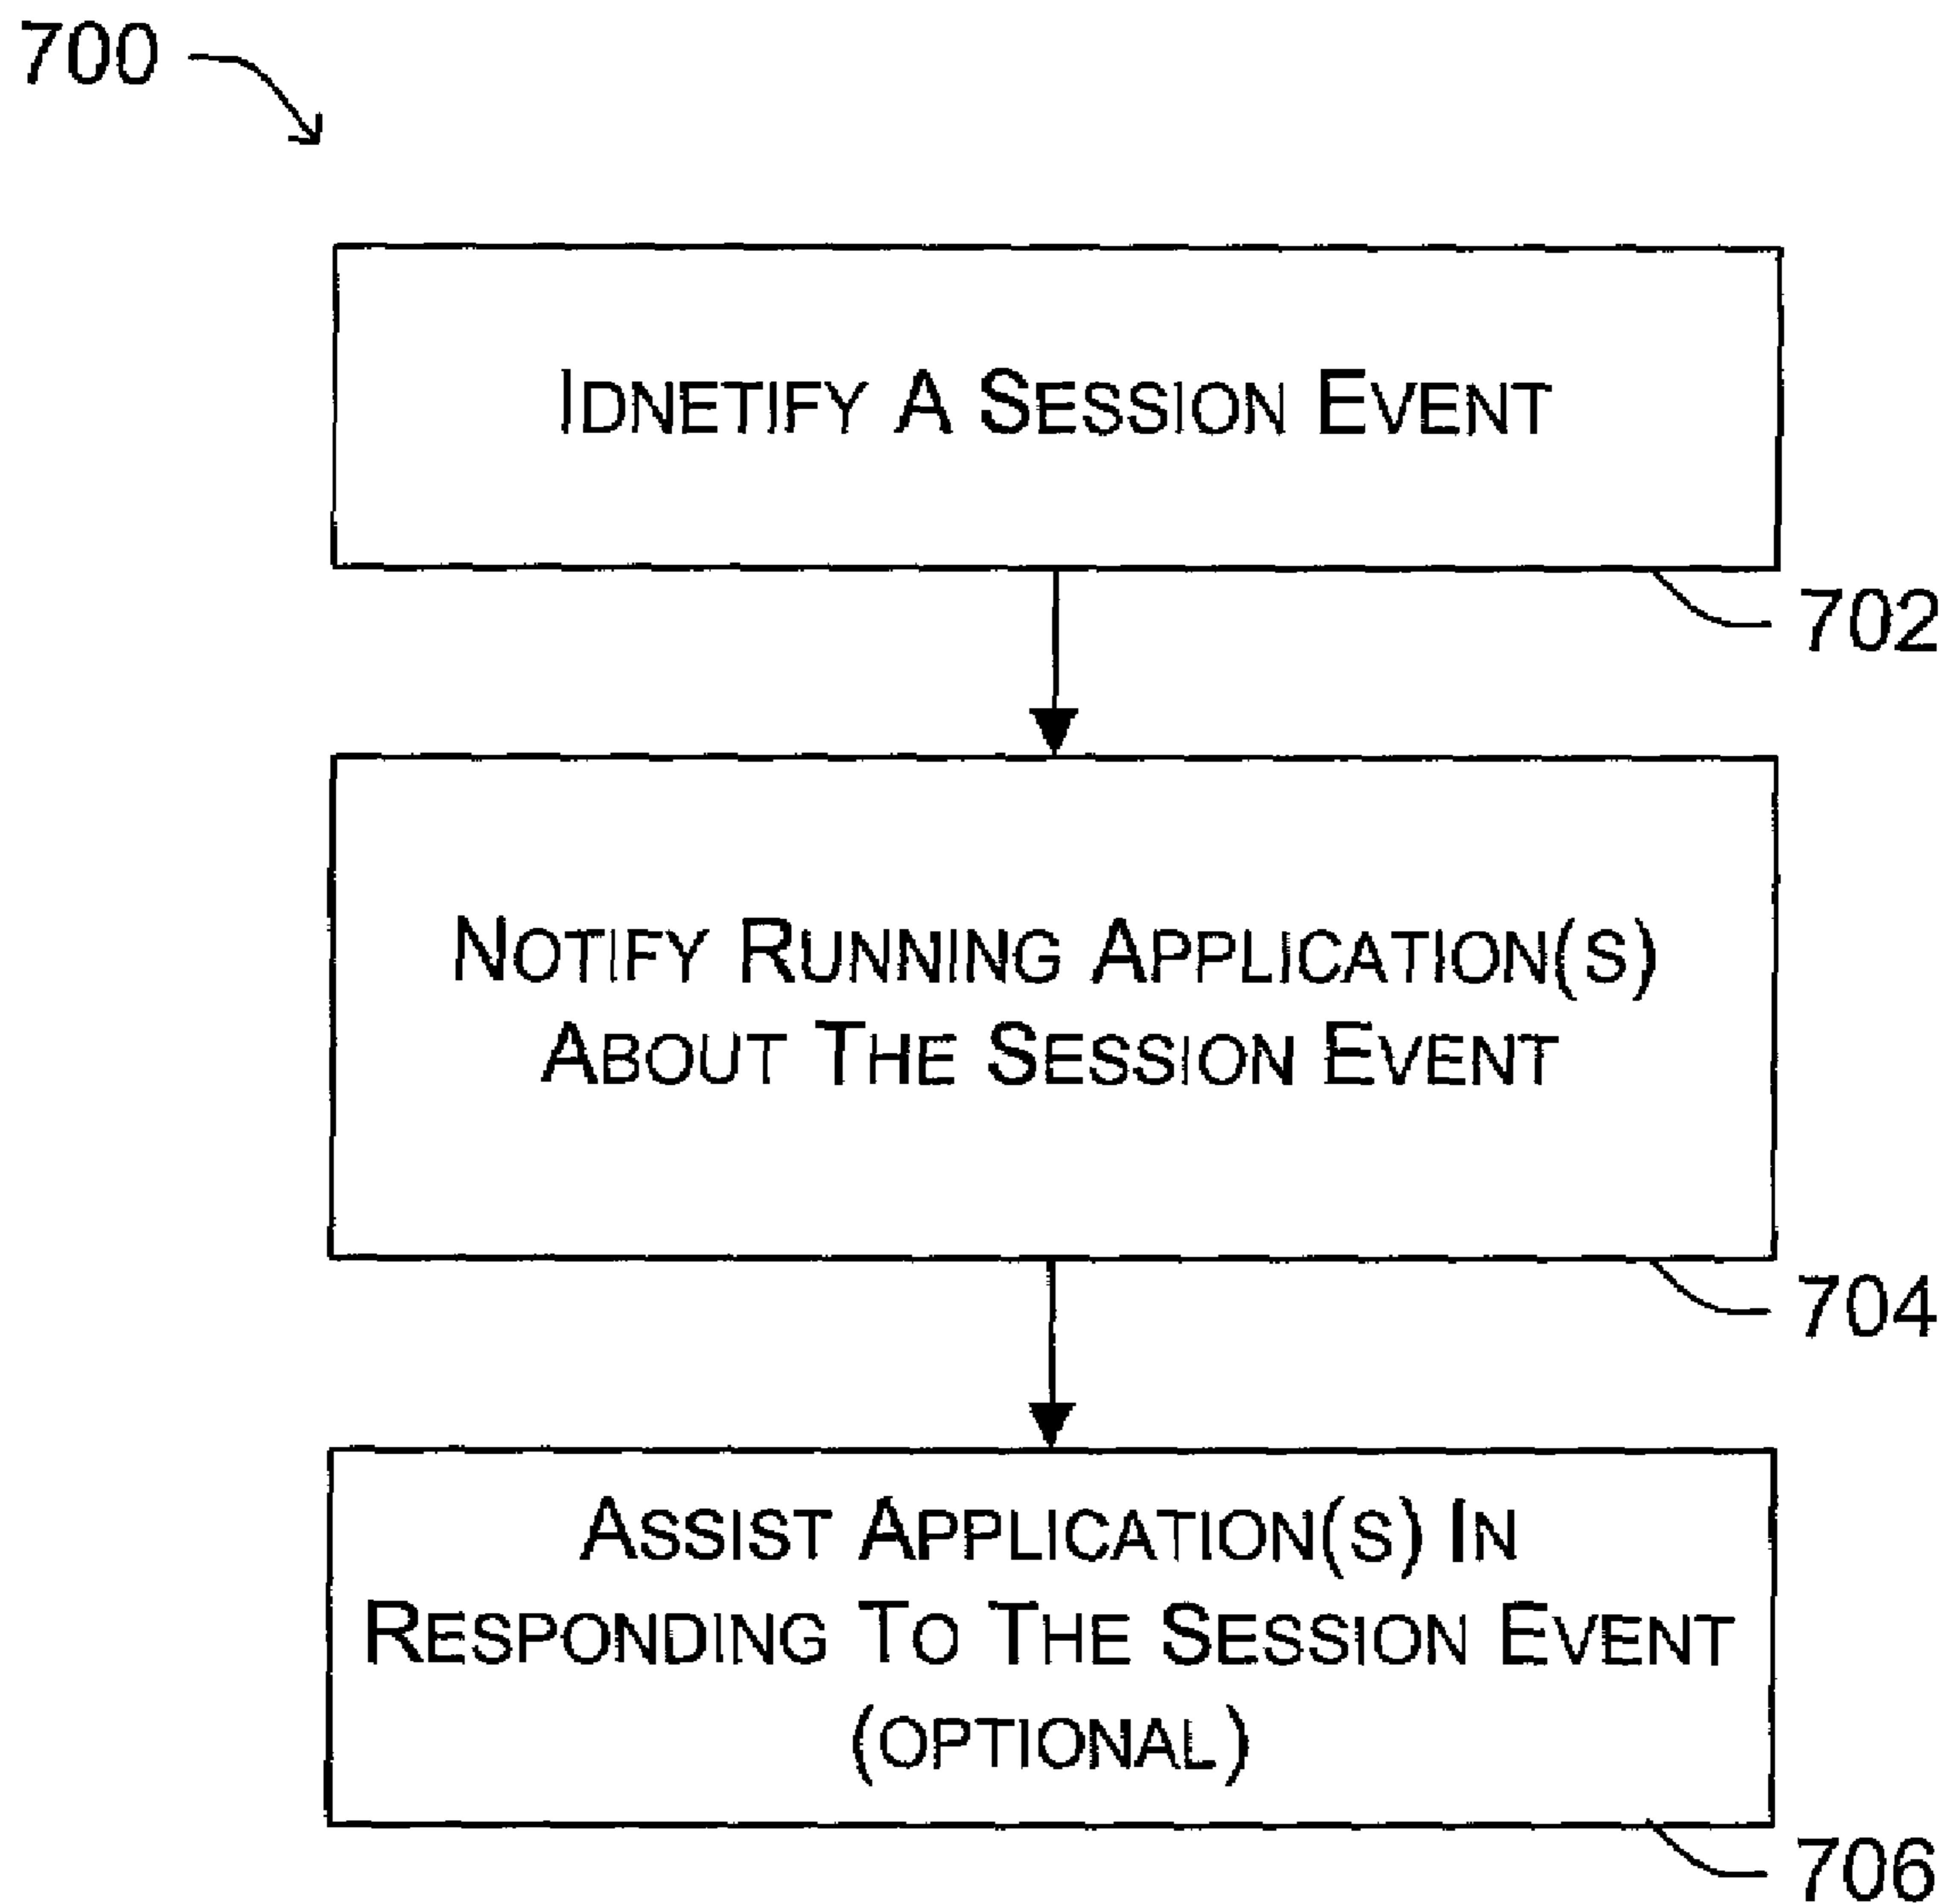 700
IDNETIFY A SESSION EVENT
702
NOTIFY RUNNING APPLICATION(S)
ABOUT THE SESSION EVENT
704
ASSIST APPLICATION(S) IN
RESPONDING TO THE SESSION EVENT
(OPTIONAL)
706